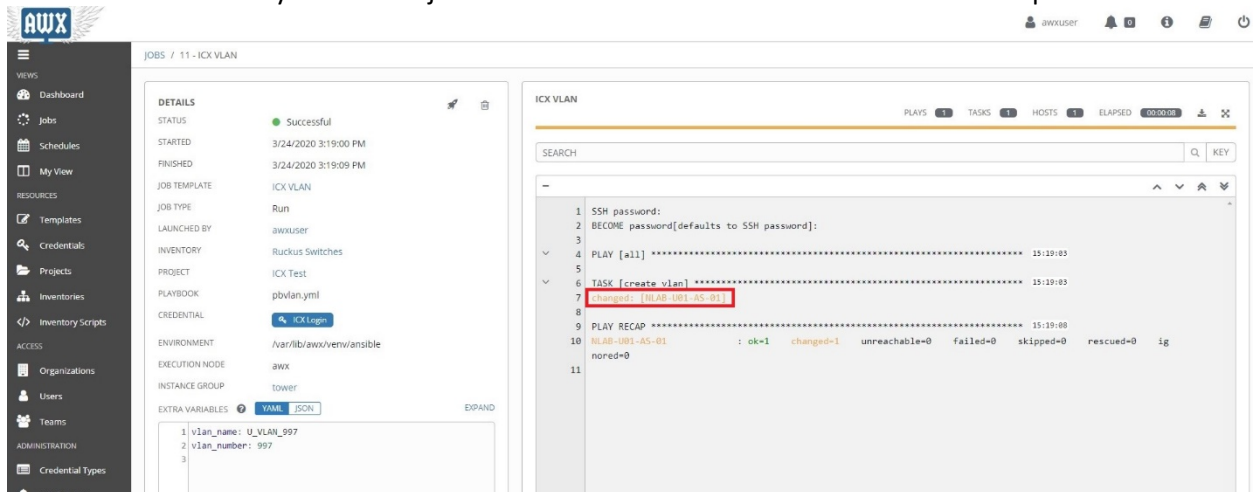 AWX
awxuser 0
JOBS / 11 - ICX VLAN
VIEWS
Dashboard
Jobs
Schedules
My View
RESOURCES
Templates
Credentials
Projects
Inventories
Inventory Scripts
ACCESS
Organizations
Users
Teams
ADMINISTRATION
Credential Types
DETAILS
STATUS Successful
STARTED 3/24/2020 3:19:00 PM
FINISHED 3/24/2020 3:19:09 PM
JOB TEMPLATE ICX VLAN
JOB TYPE Run
LAUNCHED BY awxuser
INVENTORY Ruckus Switches
PROJECT ICX Test
PLAYBOOK pbvlan.yml
CREDENTIAL ICX Login
ENVIRONMENT /var/lib/awx/venv/ansible
EXECUTION NODE awx
INSTANCE GROUP tower
EXTRA VARIABLES ? YAML JSON EXPAND
1 vlan_name: U_VLAN_997
2 vlan_number: 997
3
ICX VLAN
PLAYS 1 TASKS 1 HOSTS 1 ELAPSED 00:00:08
SEARCH KEY
1 SSH password:
2 BECOME password[defaults to SSH password]:
3
4 PLAY [all] ********************************************************************* 15:19:03
5
6 TASK [create vlan] ************************************************************* 15:19:03
7 changed: [NLAB-U01-A5-01]
8
9 PLAY RECAP ********************************************************************* 15:19:08
10 NLAB-U01-A5-01 : ok=1 changed=1 unreachable=0 failed=0 skipped=0 rescued=0 ig
nored=0
11